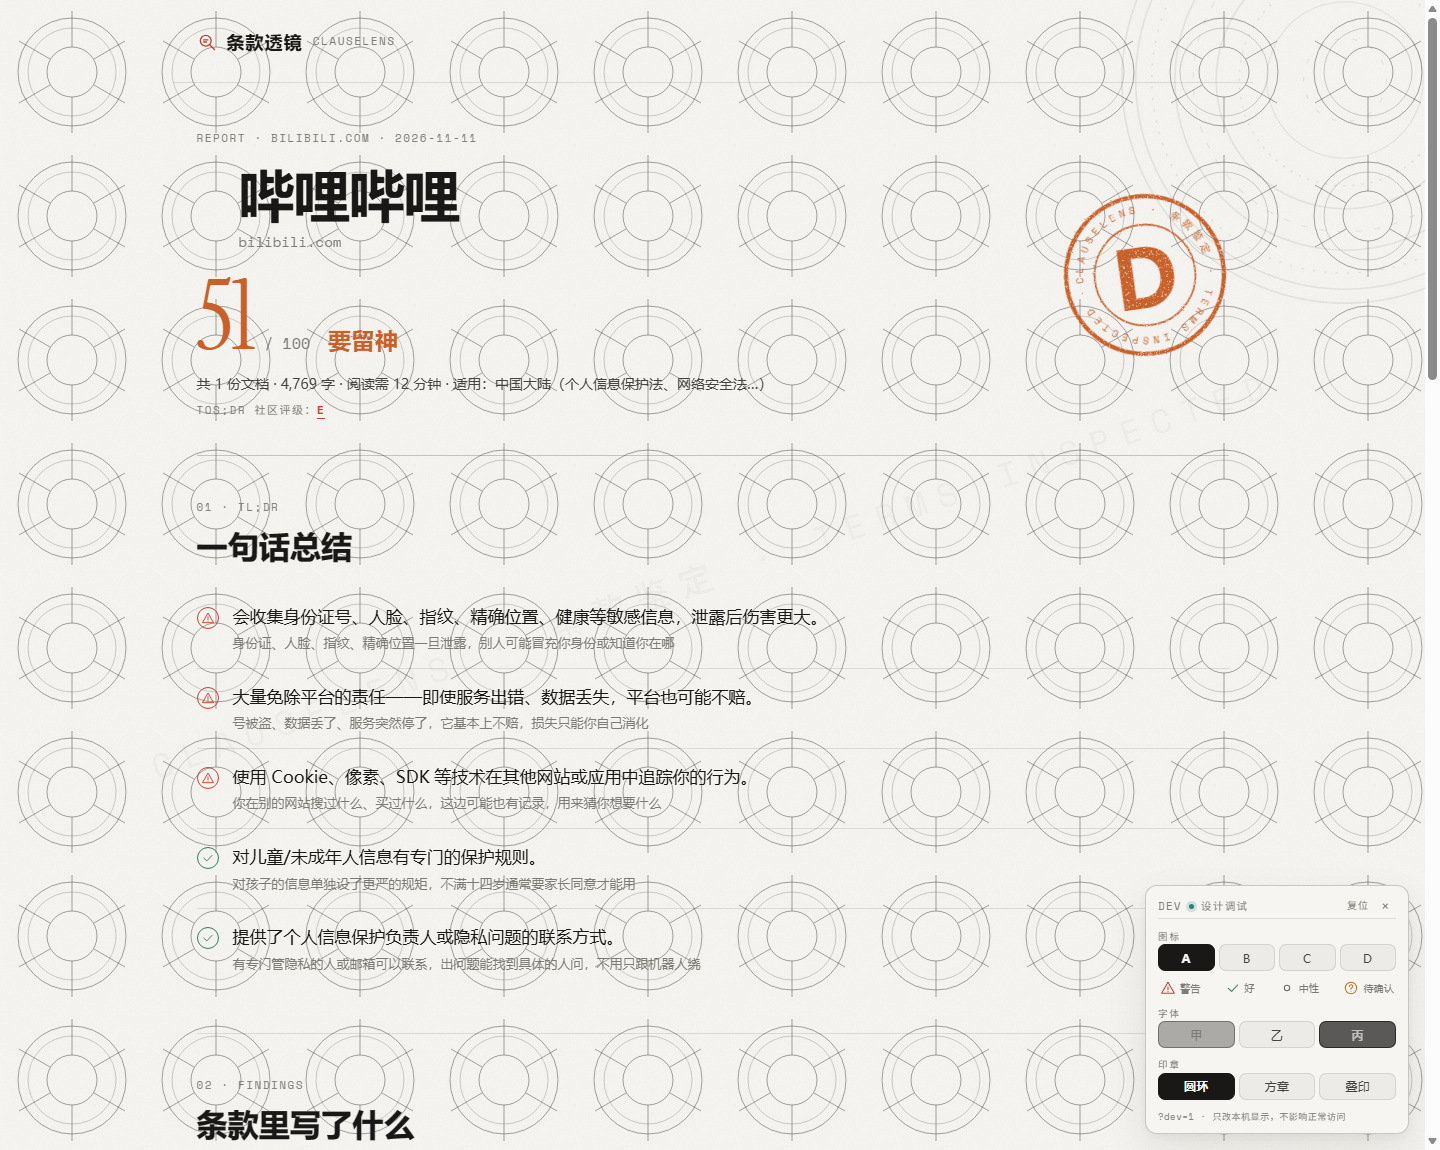 条款透镜 CLAUSELENS
REPORT · BILIBILI.COM · 2026-11-11
哔哩哔哩
bilibili.com
51 / 100 要留神
共 1 份文档 · 4,769 字 · 阅读需 12 分钟 · 适用：中国大陆（个人信息保护法、网络安全法…）
TOS;DR 社区评级：E
CLAUSELENS · 条款鉴定 · TERMS INSPECTED ·
D
01 · TL;DR
一句话总结
会收集身份证号、人脸、指纹、精确位置、健康等敏感信息，泄露后伤害更大。
身份证、人脸、指纹、精确位置一旦泄露，别人可能冒充你身份或知道你在哪
大量免除平台的责任——即使服务出错、数据丢失，平台也可能不赔。
号被盗、数据丢了、服务突然停了，它基本上不赔，损失只能你自己消化
使用 Cookie、像素、SDK 等技术在其他网站或应用中追踪你的行为。
你在别的网站搜过什么、买过什么，这边可能也有记录，用来猜你想要什么
对儿童/未成年人信息有专门的保护规则。
对孩子的信息单独设了更严的规矩，不满十四岁通常要家长同意才能用
提供了个人信息保护负责人或隐私问题的联系方式。
有专门管隐私的人或邮箱可以联系，出问题能找到具体的人问，不用只跟机器人绕
CLAUSELENS · 条款鉴定 · TERMS INSPECTED
02 · FINDINGS
条款里写了什么
DEV 设计调试 复位 ×
图标
A B C D
警告 好 中性 待确认
字体
甲 乙 丙
印章
圆环 方章 叠印
?dev=1 · 只改本机显示，不影响正常访问